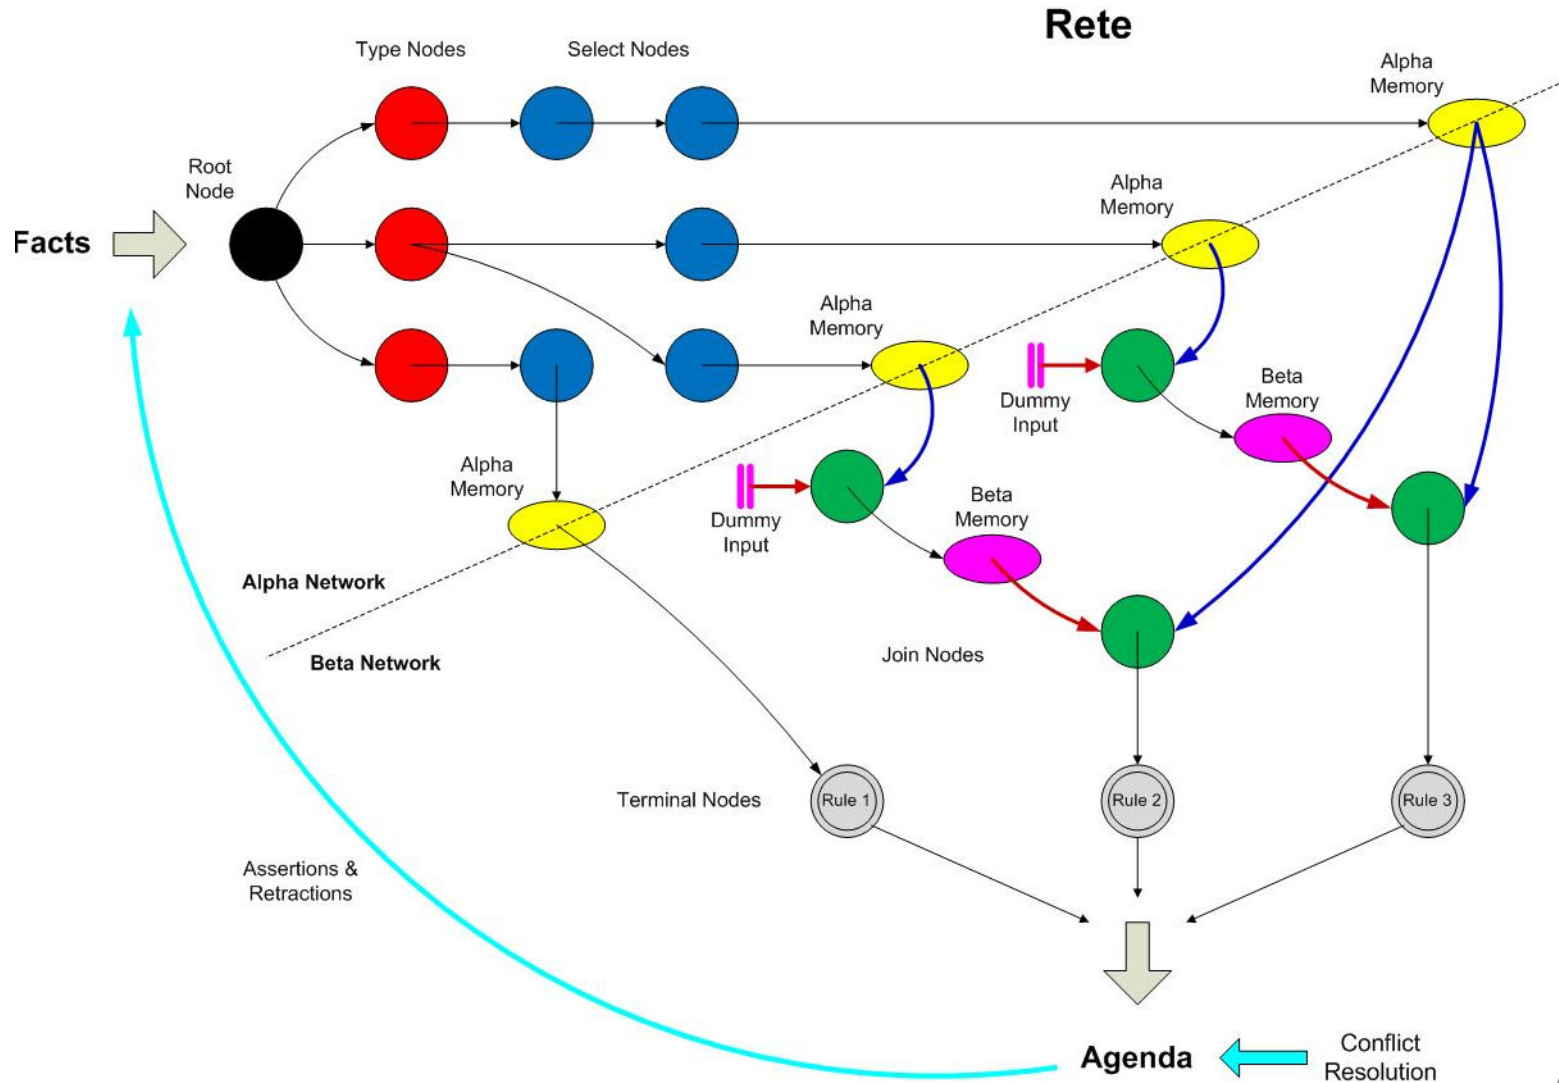 Rete
Type Nodes
Select Nodes
Alpha
Memory
Root
Node
Alpha
Memory
Facts
Alpha
Memory
Beta
Memory
Dummy
Input
Alpha
Memory
Beta
Memory
Dummy
Input
Alpha Network
Beta Network
Join Nodes
Terminal Nodes
Rule 1
Rule 2
Rule 3
Assertions &
Retractions
Agenda
Conflict
Resolution